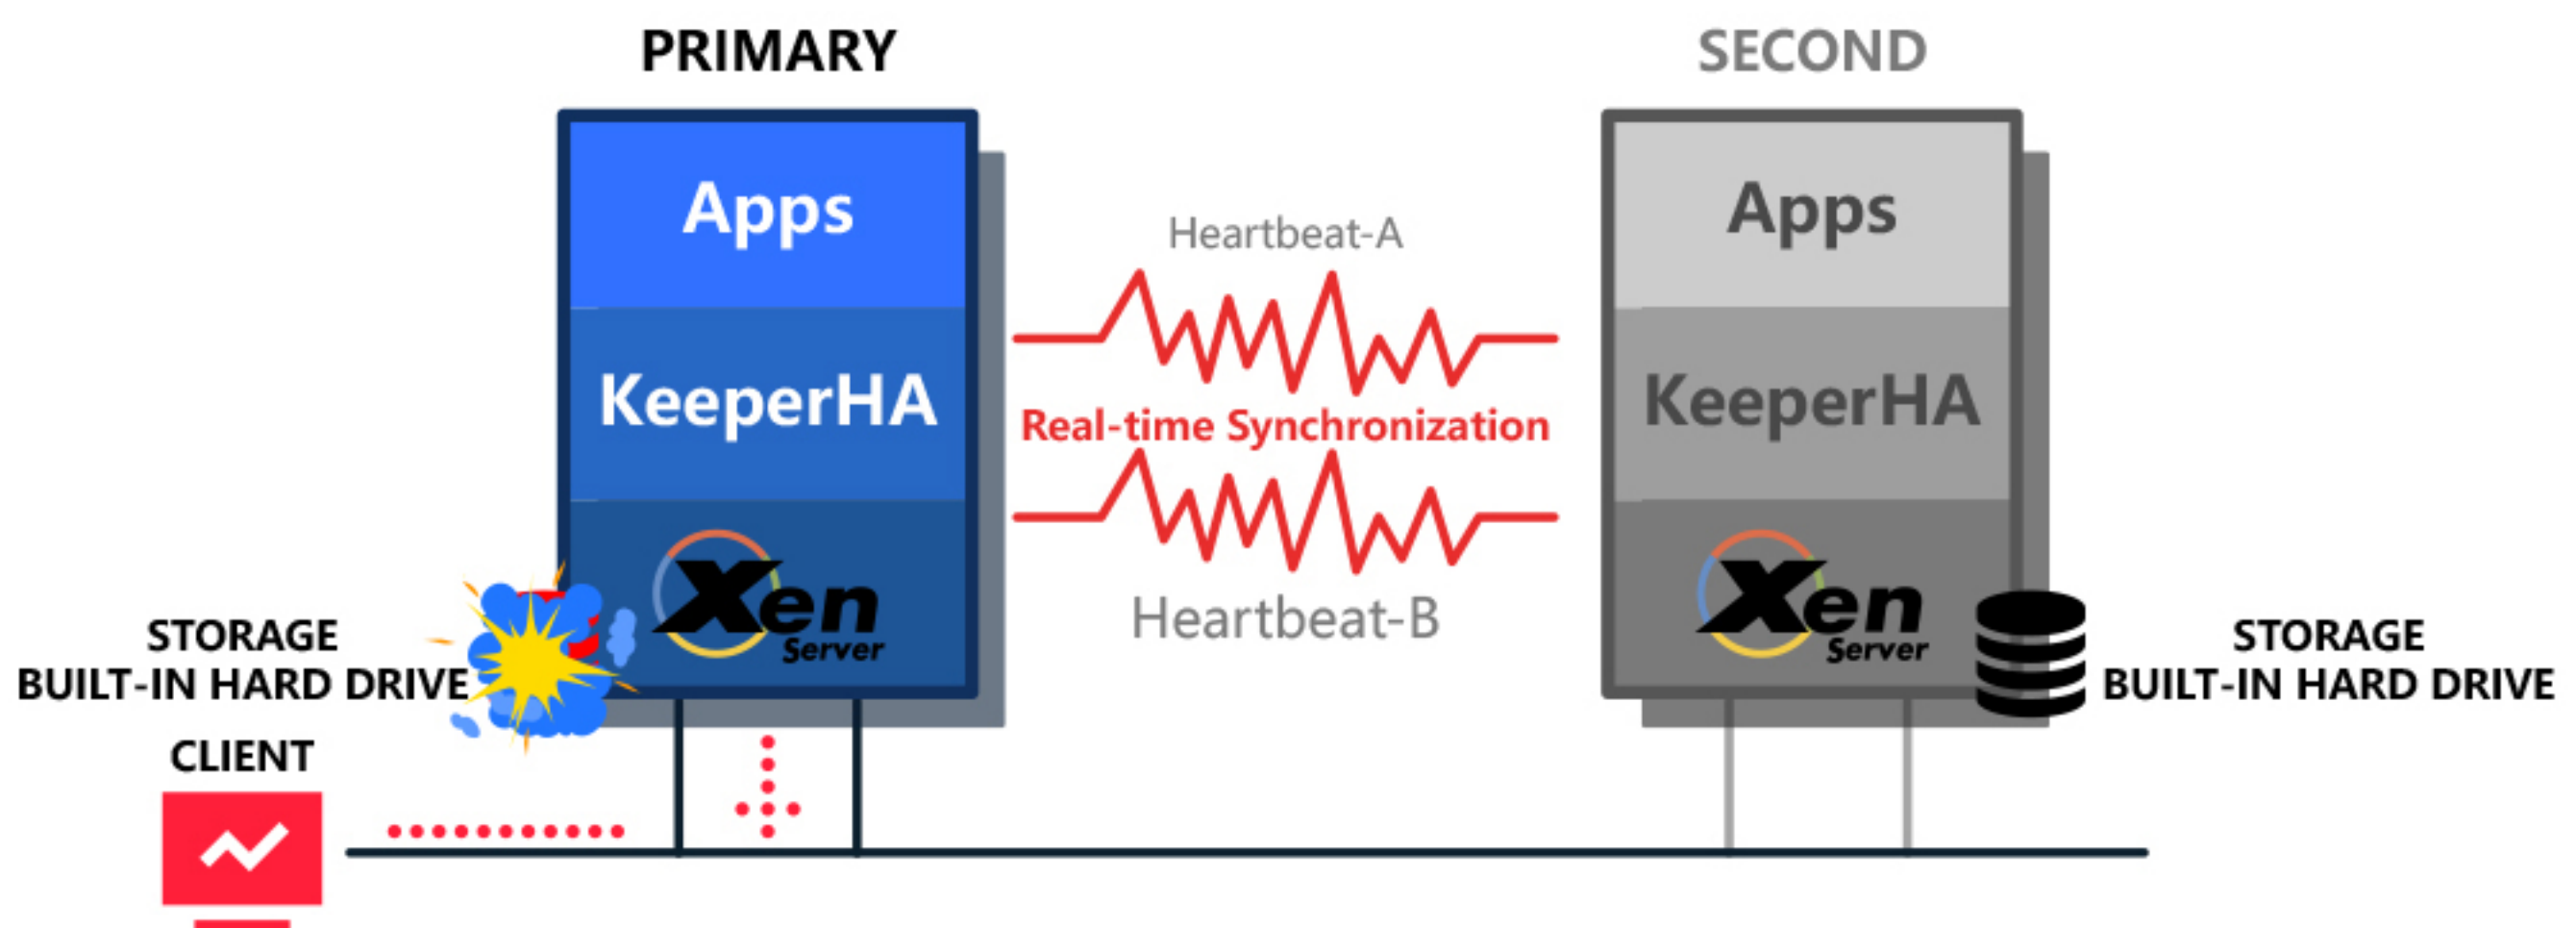 PRIMARY
SECOND
Apps
KeeperHA
Xen
Server
Heartbeat-A
Real-time Synchronization
Heartbeat-B
Apps
KeeperHA
Xen
Server
STORAGE
BUILT-IN HARD DRIVE
STORAGE
BUILT-IN HARD DRIVE
CLIENT